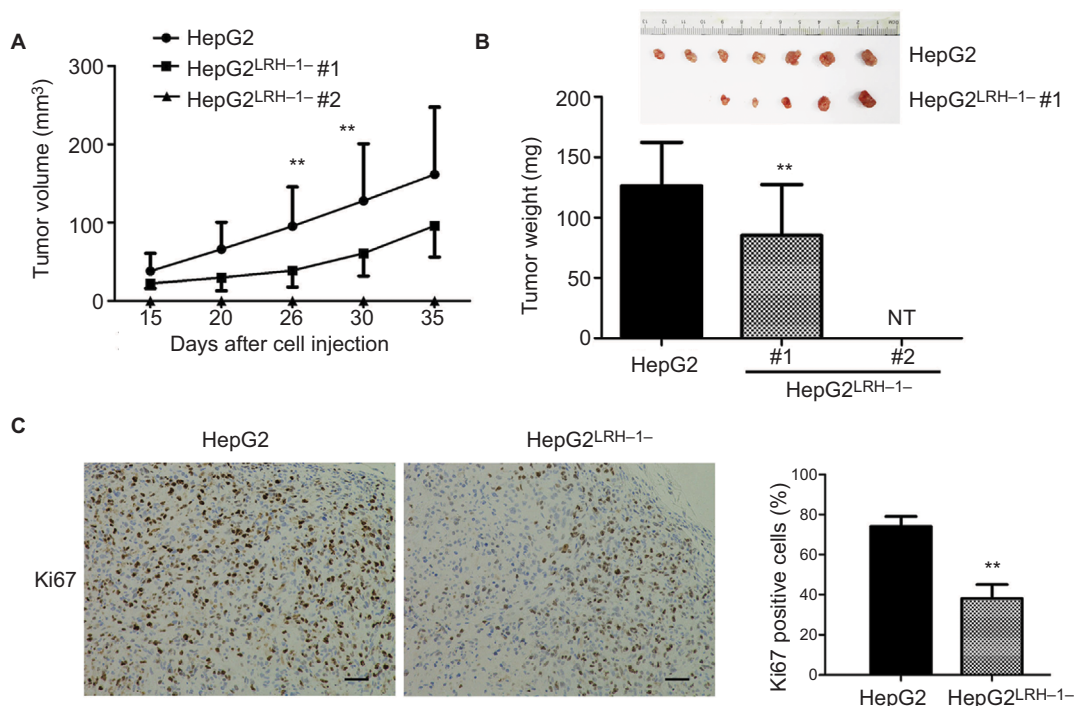 A
HepG2
HepG2LRH–1– #1
HepG2LRH–1– #2
Tumor volume (mm3)
300
200
100
0
**
**
15 20 26 30 35
Days after cell injection
B
HepG2
HepG2LRH–1– #1
Tumor weight (mg)
200
150
100
50
0
**
NT
HepG2
#1
#2
HepG2LRH–1–
C
HepG2
HepG2LRH–1–
Ki67
Ki67 positive cells (%)
100
80
60
40
20
0
**
HepG2
HepG2LRH–1–